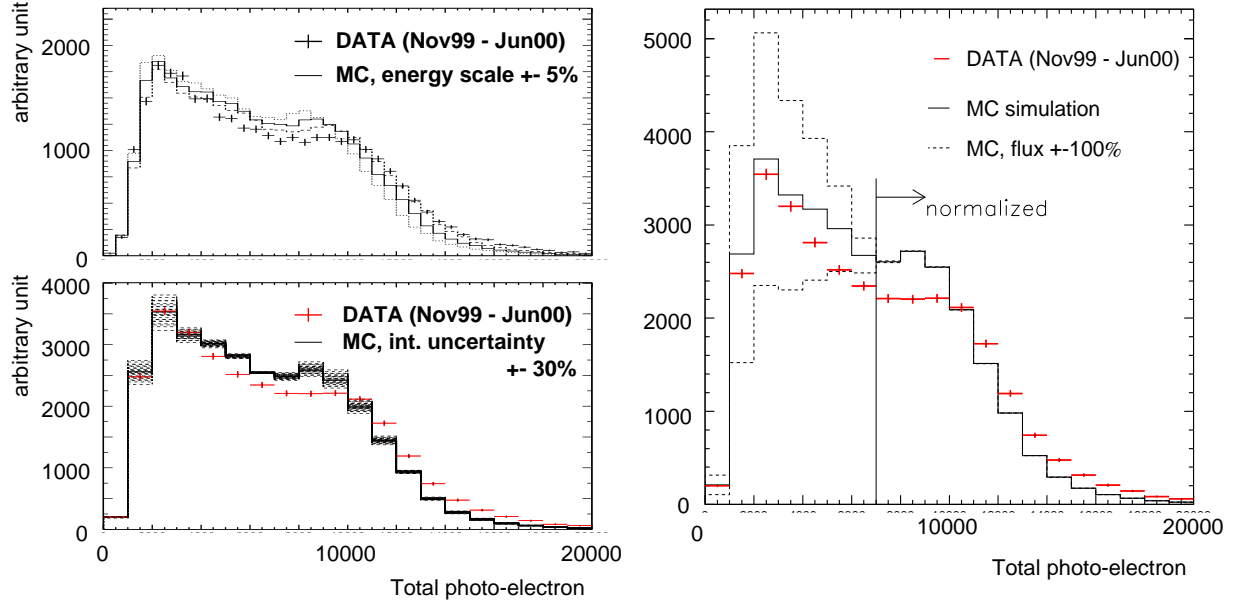 arbitrary unit
2000
1000
0
DATA (Nov99 - Jun00)
MC, energy scale +- 5%
arbitrary unit
4000
3000
2000
1000
0
DATA (Nov99 - Jun00)
MC, int. uncertainty
+- 30%
0
10000
20000
Total photo-electron
arbitrary unit
5000
4000
3000
2000
1000
0
DATA (Nov99 - Jun00)
MC simulation
MC, flux +-100%
normalized
10000
20000
Total photo-electron